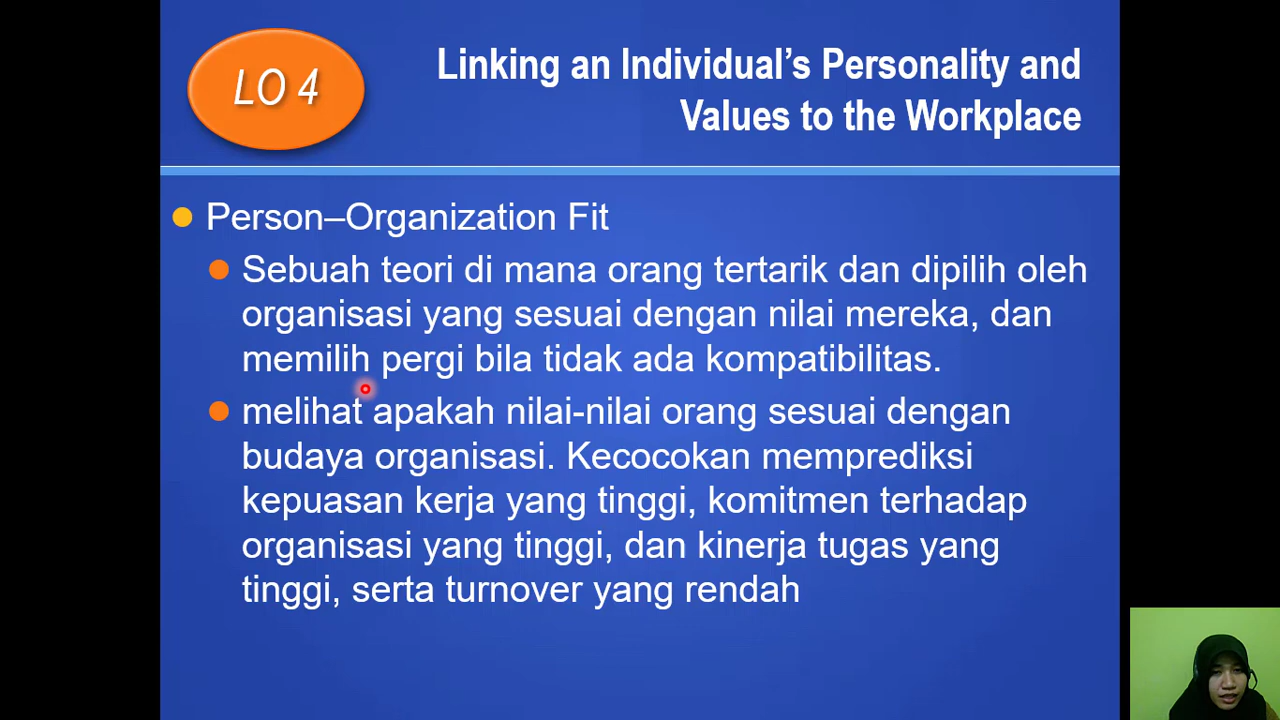 LO 4
Linking an Individual’s Personality and
Values to the Workplace
Person–Organization Fit
Sebuah teori di mana orang tertarik dan dipilih oleh
organisasi yang sesuai dengan nilai mereka, dan
memilih pergi bila tidak ada kompatibilitas.
melihat apakah nilai-nilai orang sesuai dengan
budaya organisasi. Kecocokan memprediksi
kepuasan kerja yang tinggi, komitmen terhadap
organisasi yang tinggi, dan kinerja tugas yang
tinggi, serta turnover yang rendah